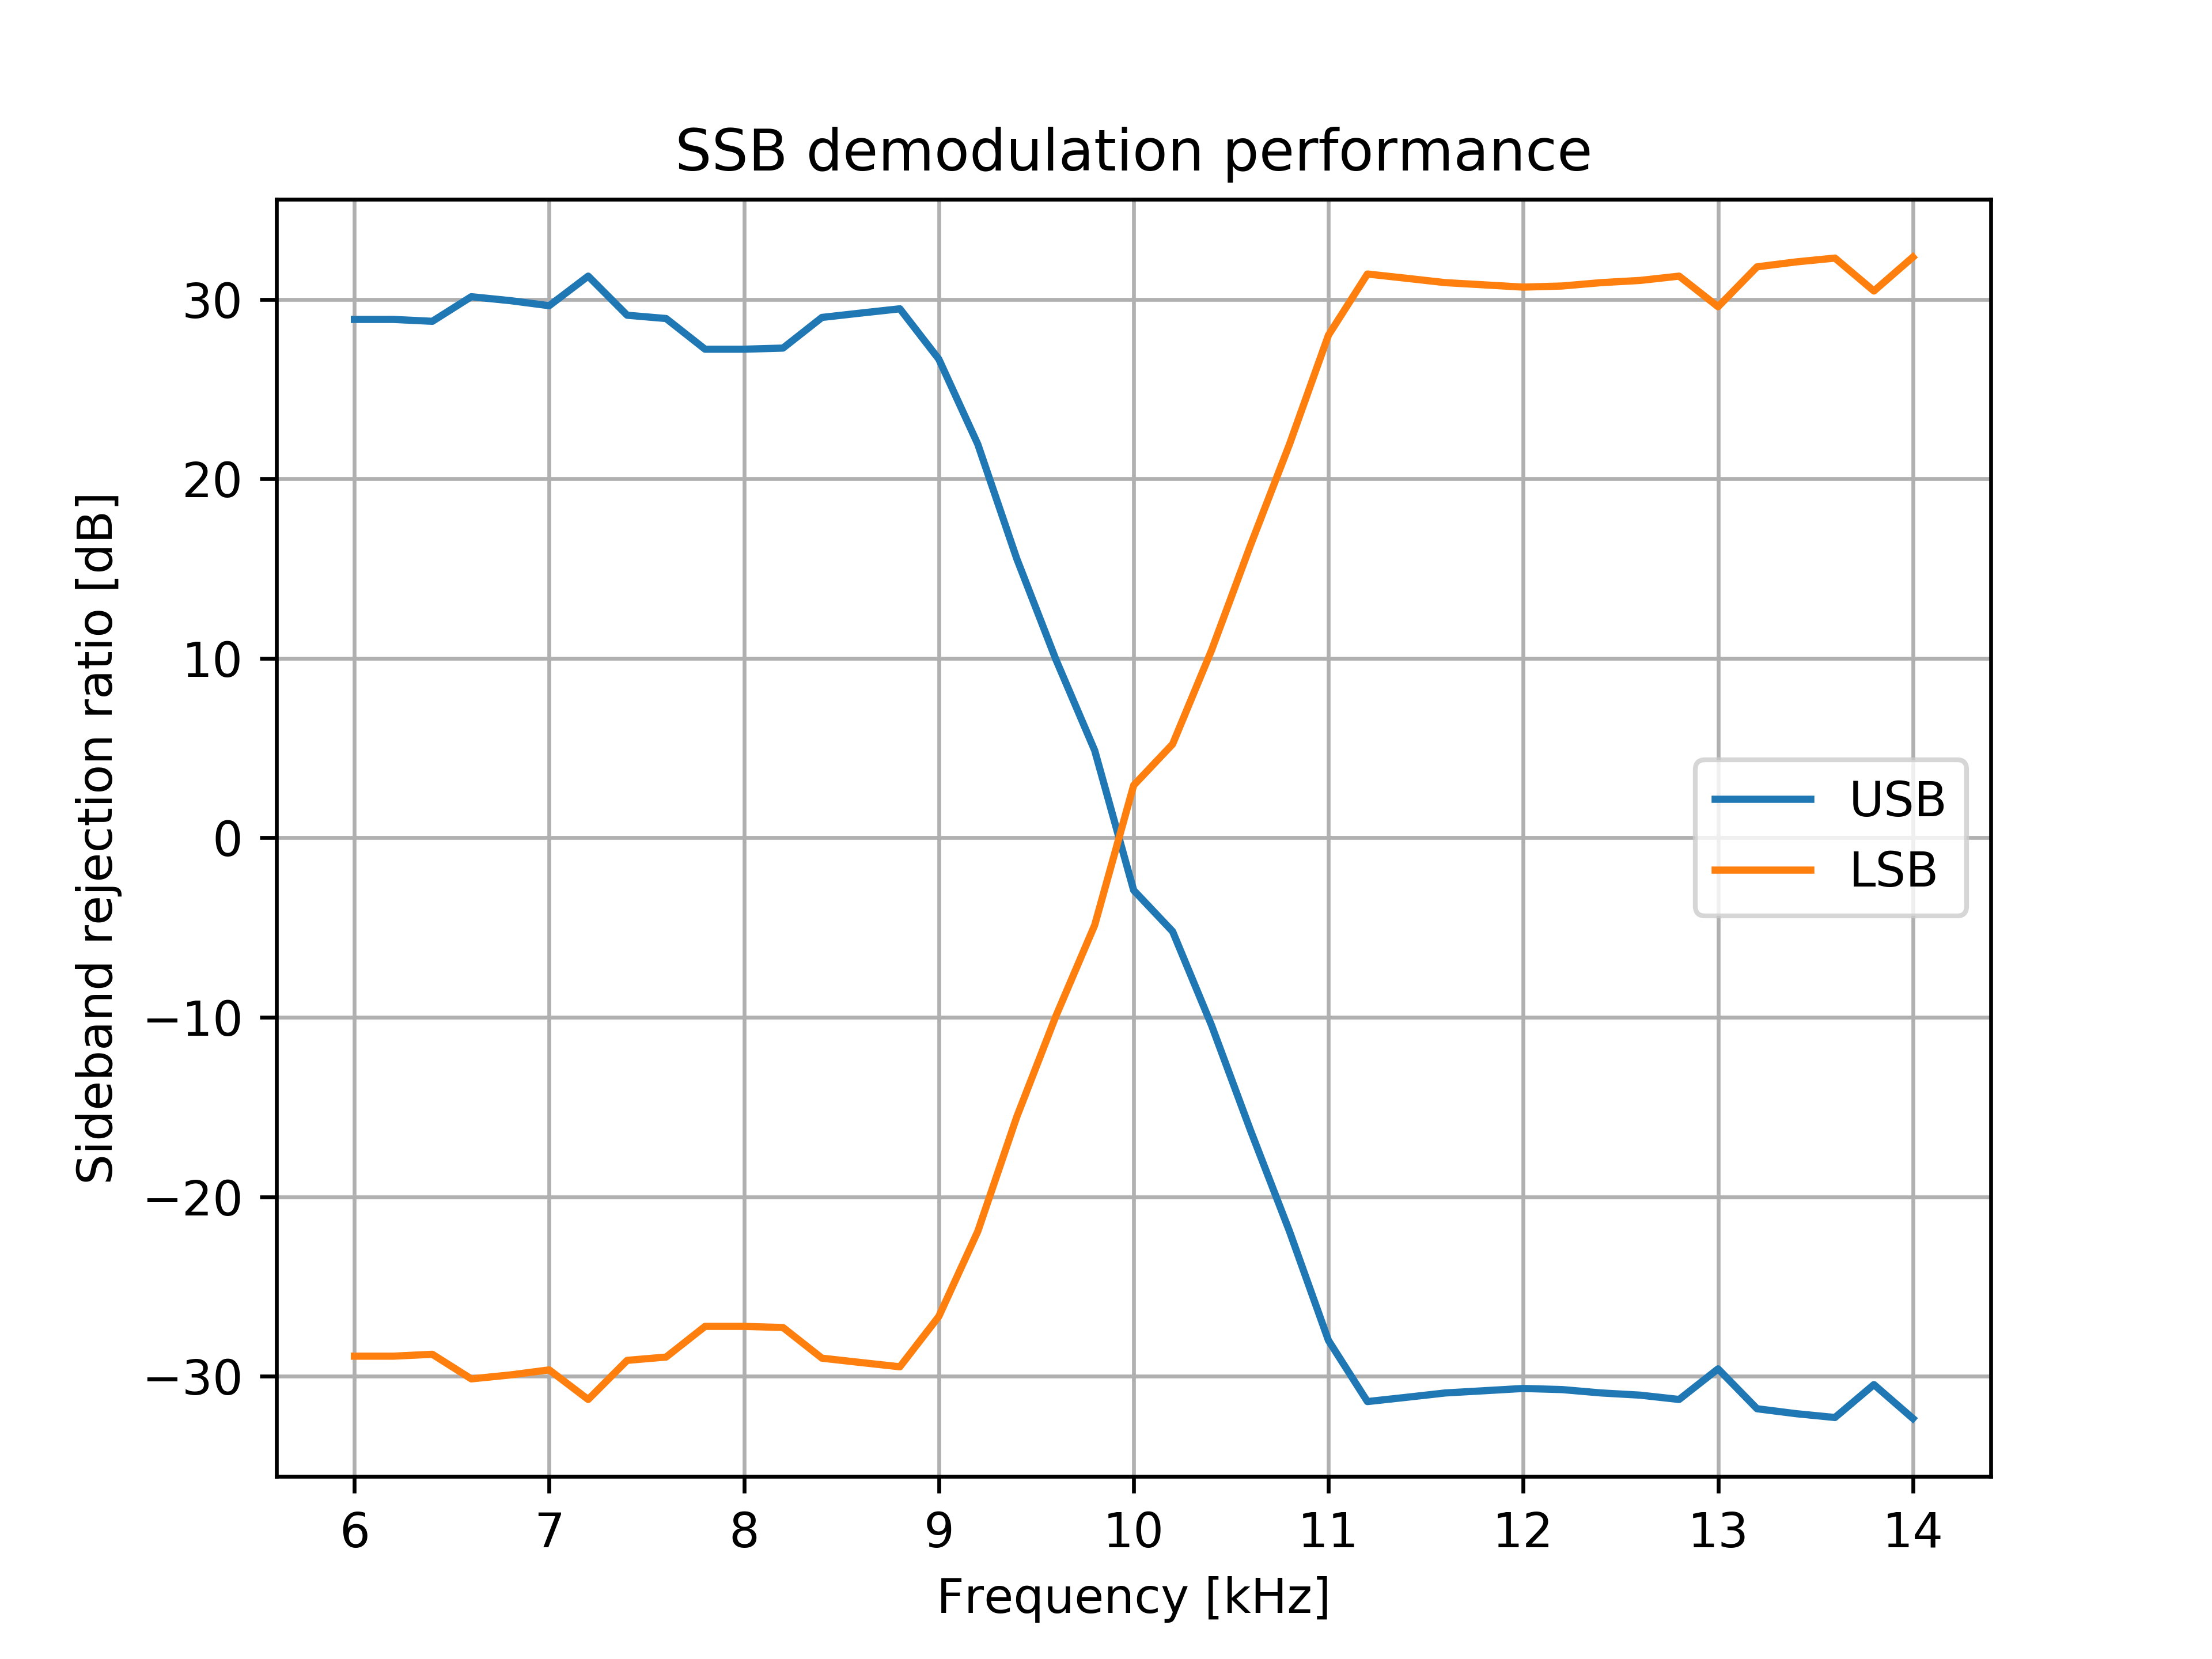 SSB demodulation performance
Sideband rejection ratio [dB]
30
20
10
0
−10
−20
−30
USB
LSB
6 7 8 9 10 11 12 13 14
Frequency [kHz]